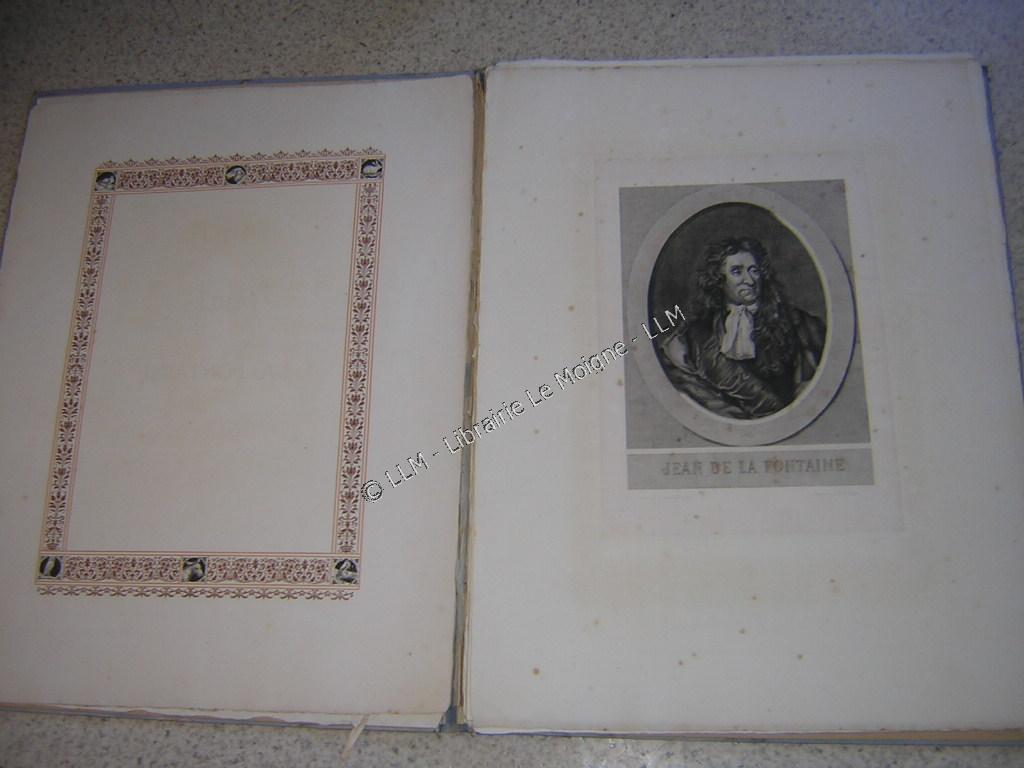 JEAN DE LA FONTAINE
© LLM - Librairie Le Moigne - LLM